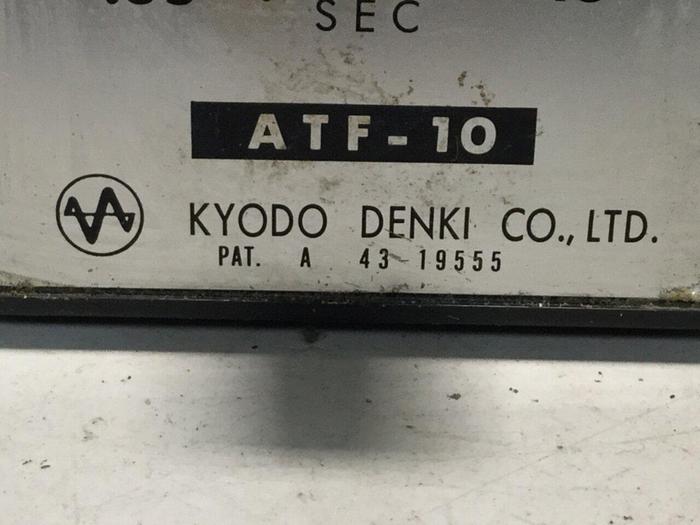 SEC
ATF-10
KYODO DENKI CO., LTD.
PAT. A 43-19555